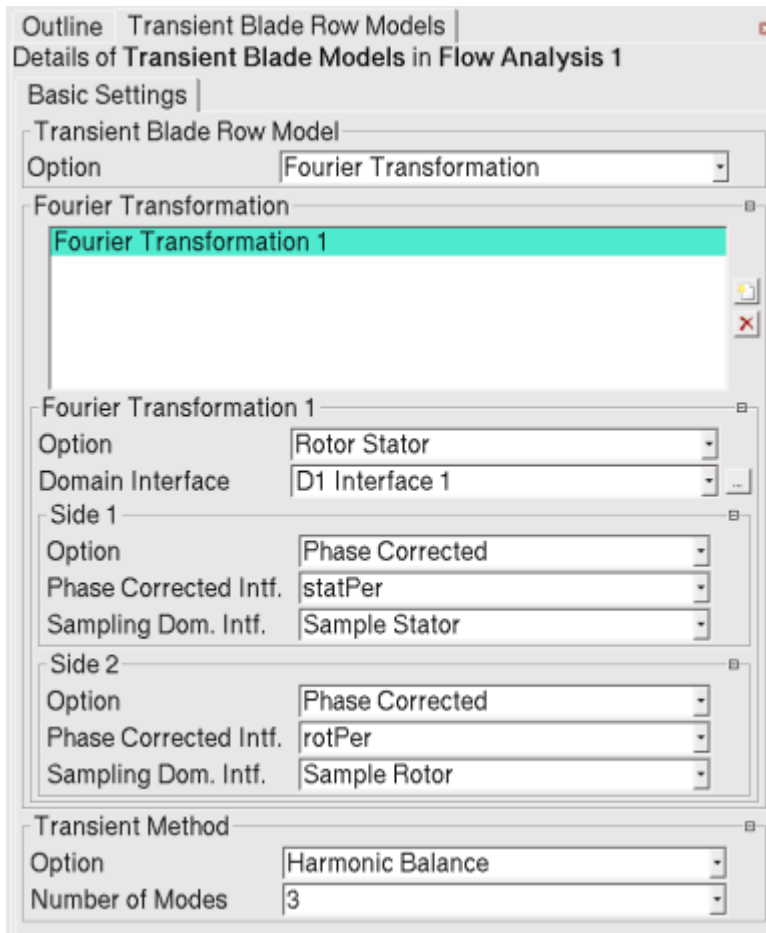 Outline Transient Blade Row Models
Details of Transient Blade Models in Flow Analysis 1
Basic Settings
Transient Blade Row Model
Option Fourier Transformation
Fourier Transformation
Fourier Transformation 1
Fourier Transformation 1
Option Rotor Stator
Domain Interface D1 Interface 1 ...
Side 1
Option Phase Corrected
Phase Corrected Intf. statPer
Sampling Dom. Intf. Sample Stator
Side 2
Option Phase Corrected
Phase Corrected Intf. rotPer
Sampling Dom. Intf. Sample Rotor
Transient Method
Option Harmonic Balance
Number of Modes 3